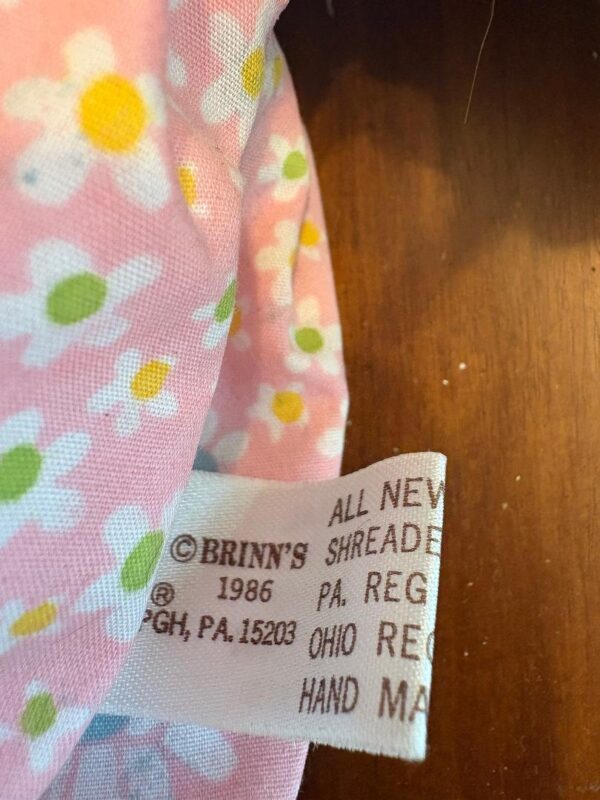 ©BRINN'S
1986
®
PGH, PA. 15203
ALL NEW
SHREADE
PA. REG
OHIO REG
HAND MA